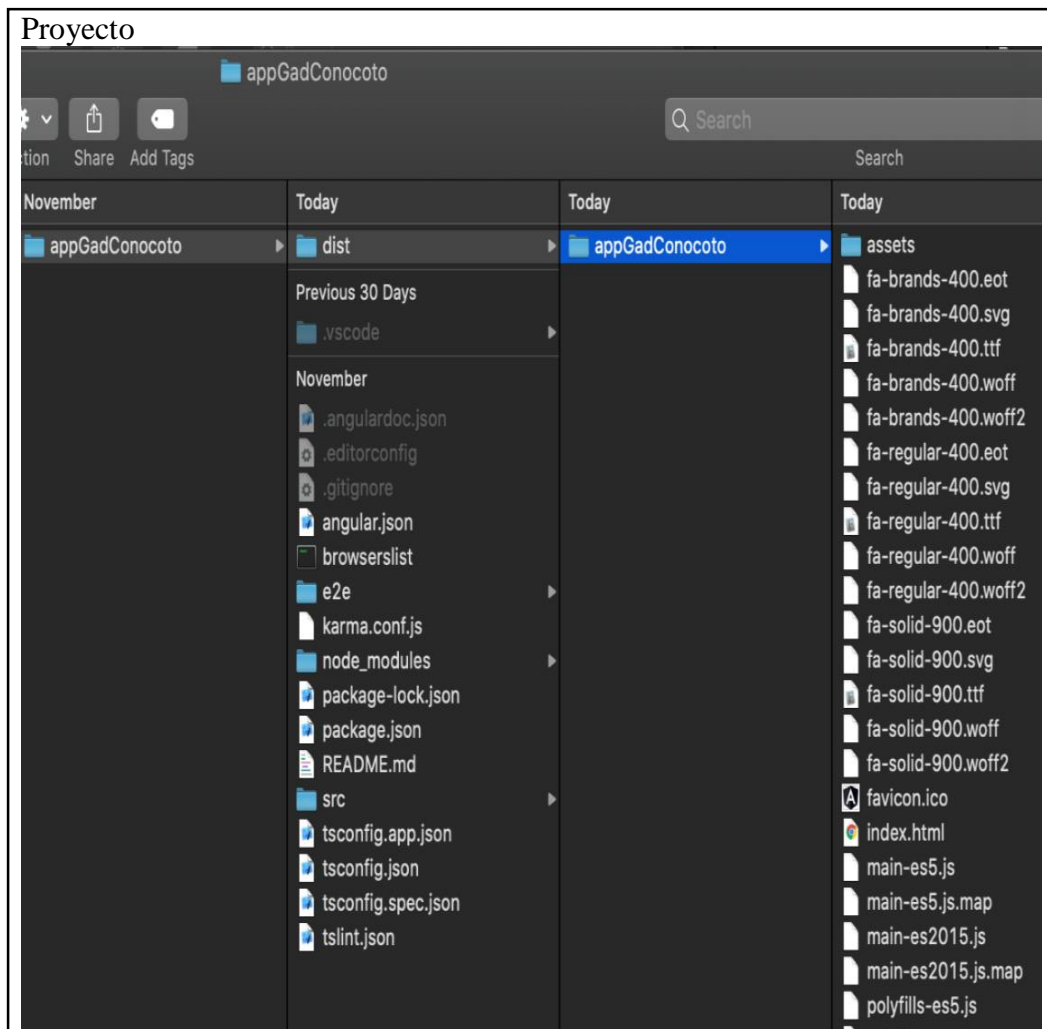 Proyecto
appGadConocoto
Search
Share
Add Tags
Search
November
appGadConocoto
Today
dist
Previous 30 Days
.vscode
November
.angulardoc.json
.editorconfig
.gitignore
angular.json
browserslist
e2e
karma.conf.js
node_modules
package-lock.json
package.json
README.md
src
tsconfig.app.json
tsconfig.json
tsconfig.spec.json
tslint.json
Today
appGadConocoto
Today
assets
fa-brands-400.eot
fa-brands-400.svg
fa-brands-400.ttf
fa-brands-400.woff
fa-brands-400.woff2
fa-regular-400.eot
fa-regular-400.svg
fa-regular-400.ttf
fa-regular-400.woff
fa-regular-400.woff2
fa-solid-900.eot
fa-solid-900.svg
fa-solid-900.ttf
fa-solid-900.woff
fa-solid-900.woff2
favicon.ico
index.html
main-es5.js
main-es5.js.map
main-es2015.js
main-es2015.js.map
polyfills-es5.js